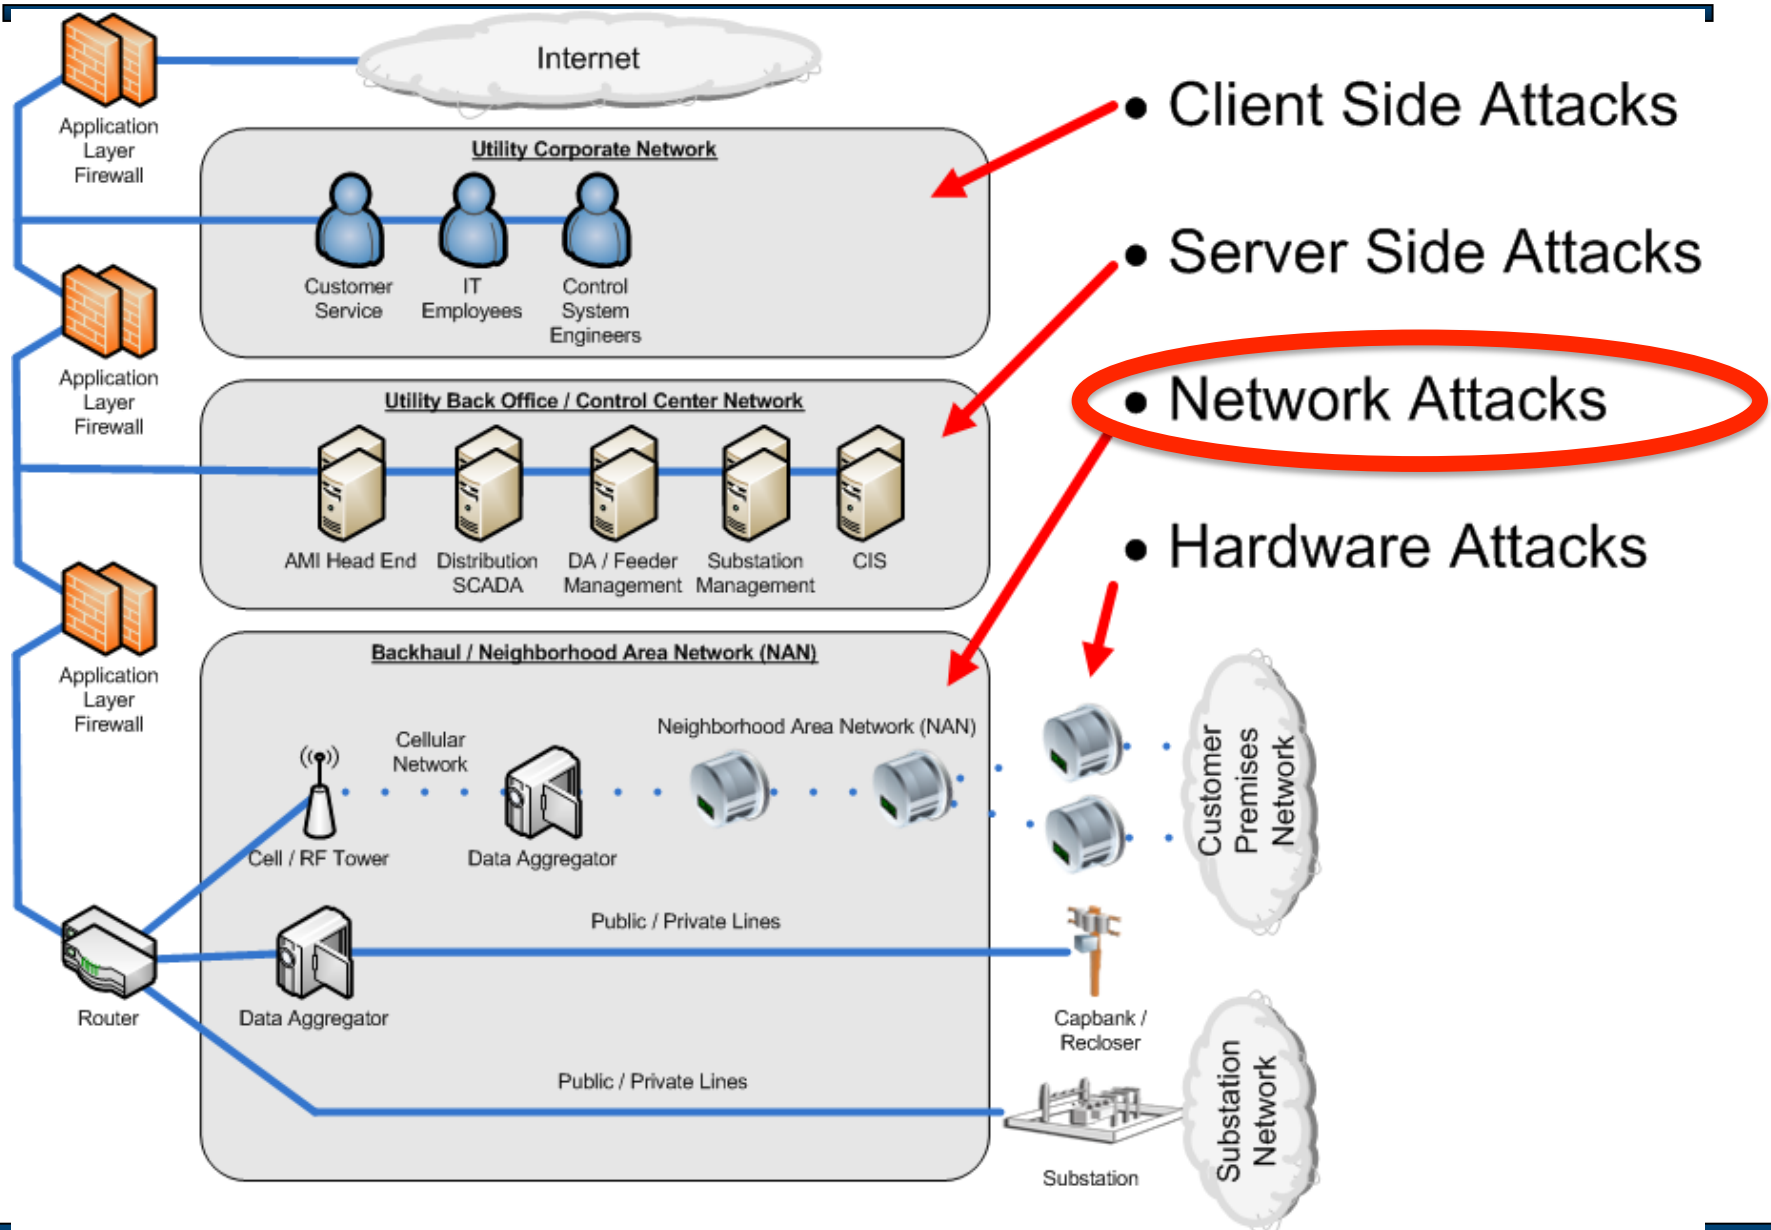 Internet
Application
Layer
Firewall
Utility Corporate Network
Customer
Service
IT
Employees
Control
System
Engineers
Application
Layer
Firewall
Utility Back Office / Control Center Network
AMI Head End
Distribution
SCADA
DA / Feeder
Management
Substation
Management
CIS
Application
Layer
Firewall
Backhaul / Neighborhood Area Network (NAN)
Cellular
Network
Neighborhood Area Network (NAN)
Cell / RF Tower
Data Aggregator
Public / Private Lines
Router
Data Aggregator
Public / Private Lines
Customer
Premises
Network
Capbank /
Recloser
Substation
Substation
Network
• Client Side Attacks
• Server Side Attacks
• Network Attacks
• Hardware Attacks